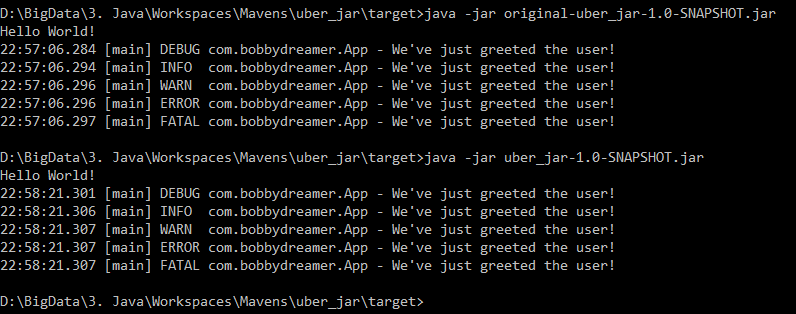 D:\BigData\3. Java\Workspaces\Mavens\uber_jar\target>java -jar original-uber_jar-1.0-SNAPSHOT.jar
Hello World!
22:57:06.284 [main] DEBUG com.bobbydreamer.App - We've just greeted the user!
22:57:06.294 [main] INFO  com.bobbydreamer.App - We've just greeted the user!
22:57:06.296 [main] WARN  com.bobbydreamer.App - We've just greeted the user!
22:57:06.296 [main] ERROR com.bobbydreamer.App - We've just greeted the user!
22:57:06.297 [main] FATAL com.bobbydreamer.App - We've just greeted the user!
D:\BigData\3. Java\Workspaces\Mavens\uber_jar\target>java -jar uber_jar-1.0-SNAPSHOT.jar
Hello World!
22:58:21.301 [main] DEBUG com.bobbydreamer.App - We've just greeted the user!
22:58:21.306 [main] INFO  com.bobbydreamer.App - We've just greeted the user!
22:58:21.307 [main] WARN  com.bobbydreamer.App - We've just greeted the user!
22:58:21.307 [main] ERROR com.bobbydreamer.App - We've just greeted the user!
22:58:21.307 [main] FATAL com.bobbydreamer.App - We've just greeted the user!
D:\BigData\3. Java\Workspaces\Mavens\uber_jar\target>